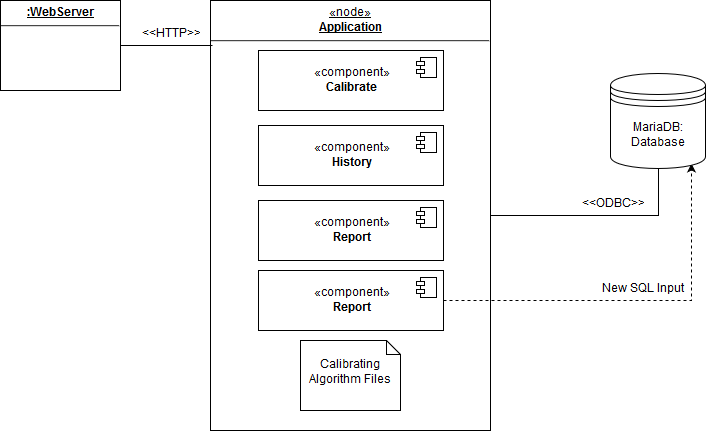 :WebServer
<<HTTP>>
«node»
Application
«component»
Calibrate
«component»
History
«component»
Report
«component»
Report
Calibrating
Algorithm Files
MariaDB:
Database
<<ODBC>>
New SQL Input